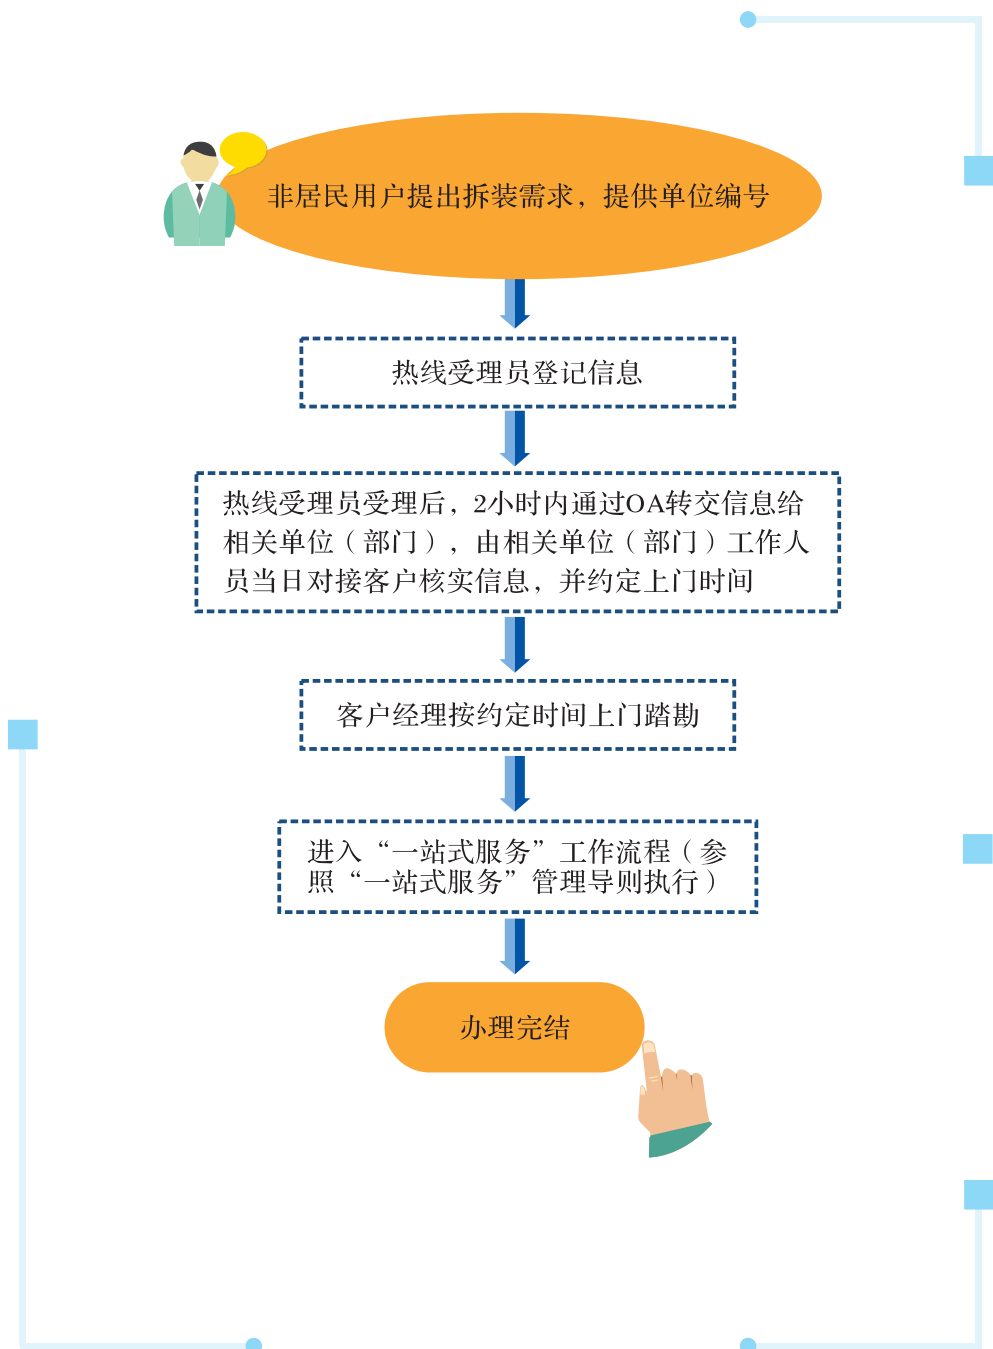 非居民用户提出拆装需求，提供单位编号
热线受理员登记信息
热线受理员受理后，2小时内通过OA转交信息给
相关单位（部门），由相关单位（部门）工作人
员当日对接客户核实信息，并约定上门时间
客户经理按约定时间上门踏勘
进入“一站式服务”工作流程（参
照“一站式服务”管理导则执行）
办理完结